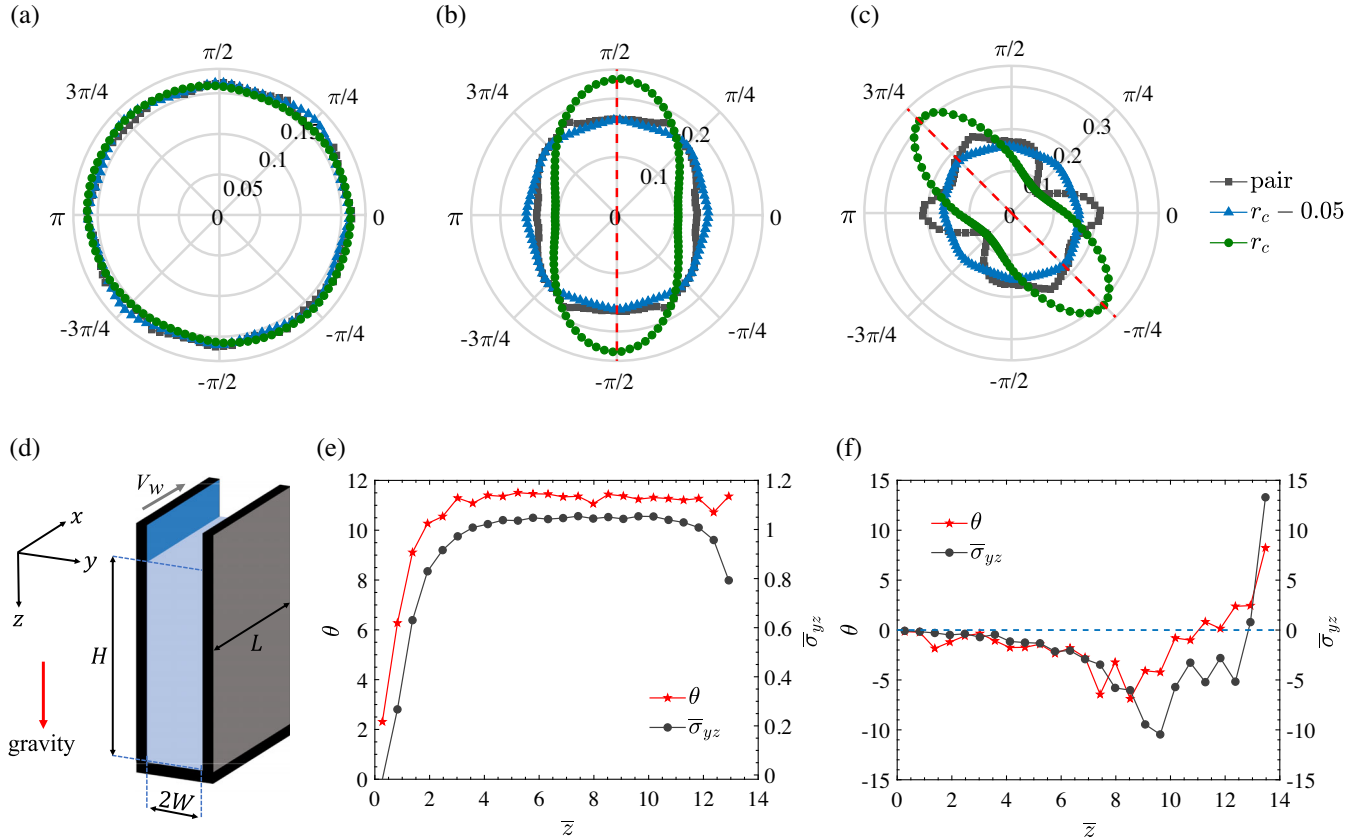 (a)
(b)
(c)
π/2
3π/4
π/4
0.15
0.1
0.05
0
π
0
-3π/4
-π/4
-π/2
π/2
3π/4
π/4
0.2
0.1
0
π
0
-3π/4
-π/4
-π/2
π/2
3π/4
π/4
0.3
0.2
0.1
0
π
0
-3π/4
-π/4
-π/2
pair
r_c − 0.05
r_c
(d)
V_W
x
y
z
H
L
gravity
2W
(e)
12
10
8
6
4
2
0
θ
1.2
1
0.8
0.6
0.4
0.2
0
σ̅_yz
θ
σ̅_yz
0 2 4 6 8 10 12 14
z̅
(f)
15
10
5
0
-5
-10
-15
θ
15
10
5
0
-5
-10
-15
σ̅_yz
θ
σ̅_yz
0 2 4 6 8 10 12 14
z̅